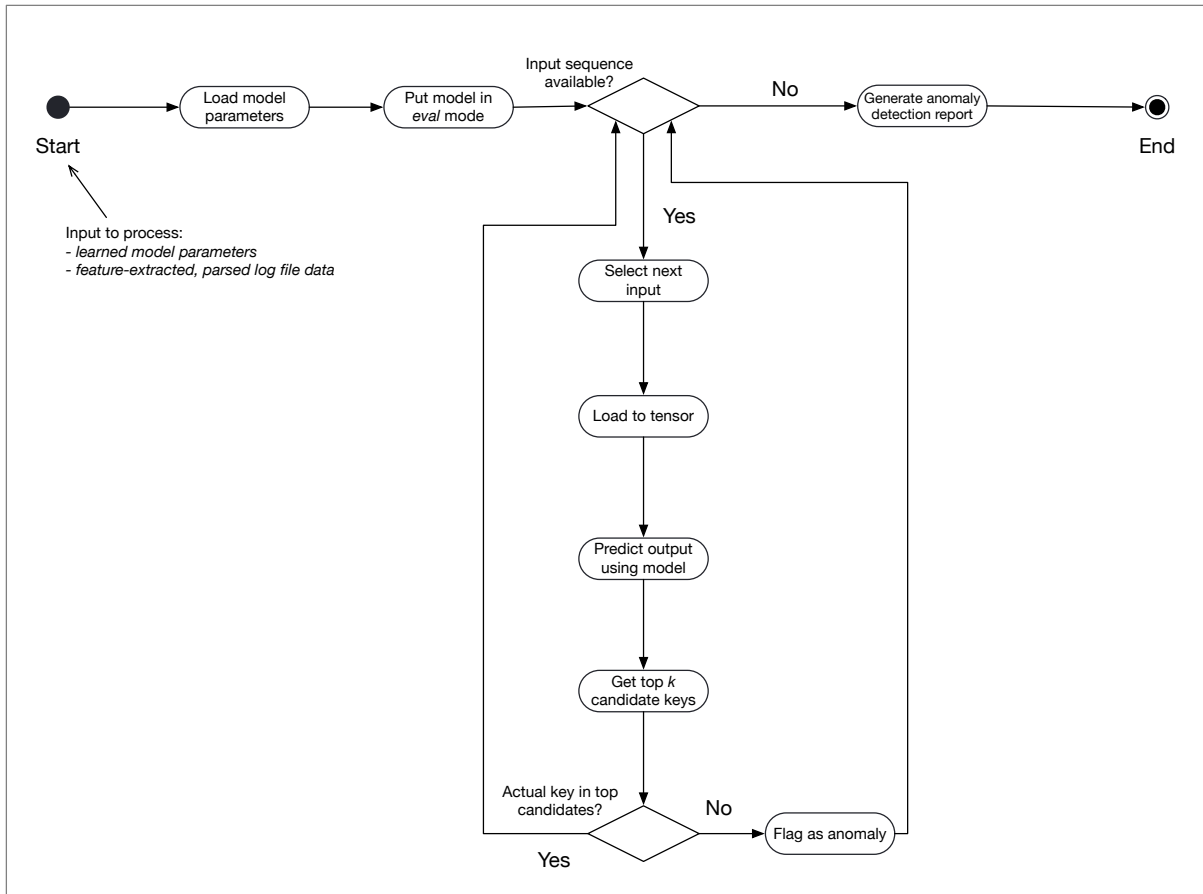 Input sequence
available?
Load model
parameters
Put model in
eval mode
No
Generate anomaly
detection report
Start
End
Input to process:
- learned model parameters
- feature-extracted, parsed log file data
Yes
Select next
input
Load to tensor
Predict output
using model
Get top k
candidate keys
Actual key in top
candidates?
No
Flag as anomaly
Yes